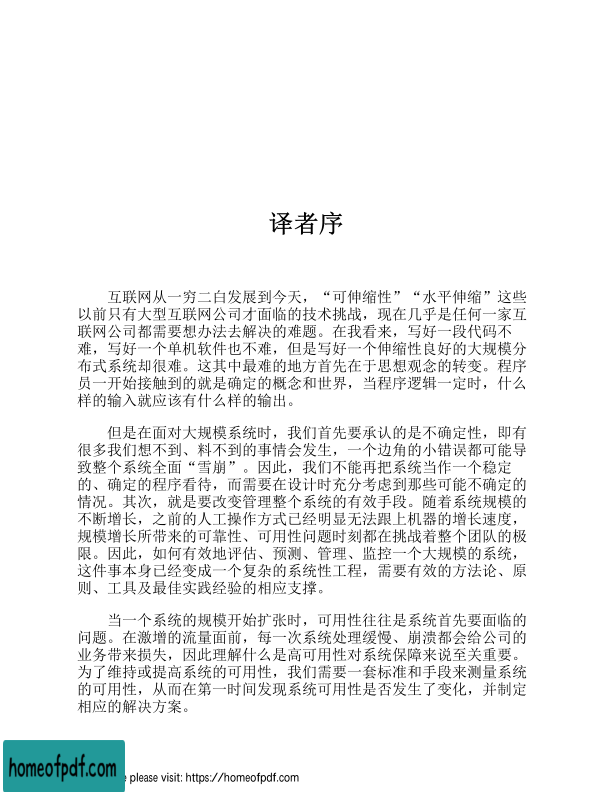 译者序
互联网从一穷二白发展到今天，“可伸缩性”“水平伸缩”这些
以前只有大型互联网公司才面临的技术挑战，现在几乎是任何一家互
联网公司都需要想办法去解决的难题。在我看来，写好一段代码不
难，写好一个单机软件也不难，但是写好一个伸缩性良好的大规模分
布式系统却很难。这其中最难的地方首先在于思想观念的转变。程序
员一开始接触到的就是确定的概念和世界，当程序逻辑一定时，什么
样的输入就应该有什么样的输出。
但是在面对大规模系统时，我们首先要承认的是不确定性，即有
很多我们想不到、料不到的事情会发生，一个边角的小错误都可能导
致整个系统全面“雪崩”。因此，我们不能再把系统当作一个稳定
的、确定的程序看待，而需要在设计时充分考虑到那些可能不确定的
情况。其次，就是要改变管理整个系统的有效手段。随着系统规模的
不断增长，之前的人工操作方式已经明显无法跟上机器的增长速度，
规模增长所带来的可靠性、可用性问题时刻都在挑战着整个团队的极
限。因此，如何有效地评估、预测、管理、监控一个大规模的系统，
这件事本身已经变成一个复杂的系统性工程，需要有效的方法论、原
则、工具及最佳实践经验的相应支撑。
当一个系统的规模开始扩张时，可用性往往是系统首先要面临的
问题。在激增的流量面前，每一次系统处理缓慢、崩溃都会给公司的
业务带来损失，因此理解什么是高可用性对系统保障来说至关重要。
为了维持或提高系统的可用性，我们需要一套标准和手段来测量系统
的可用性，从而在第一时间发现系统可用性是否发生了变化，并制定
相应的解决方案。
homeofpdf.com
please visit: https://homeofpdf.com